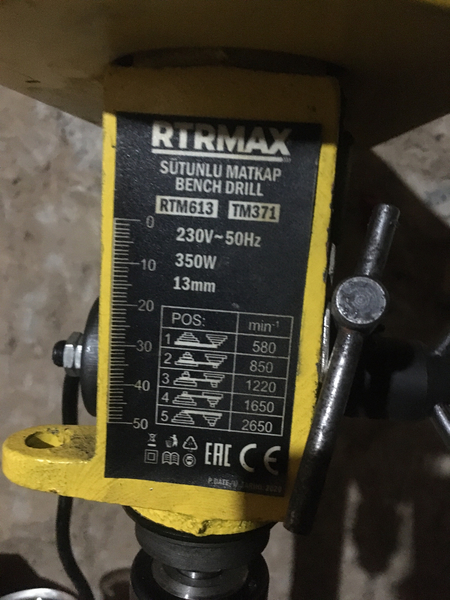 RTRMAX
SÜTUNLU MATKAP
BENCH DRILL
RTM613 TM371
230V~50Hz
350W
13mm
0
10
20
30
40
50
POS: min⁻¹
1 580
2 850
3 1220
4 1650
5 2650
EAC CE